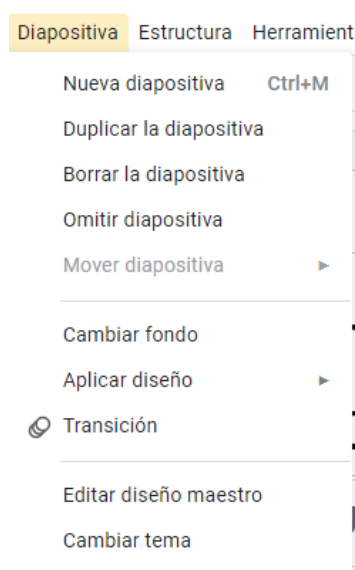 Diapositiva Estructura Herramient
Nueva diapositiva Ctrl+M
Duplicar la diapositiva
Borrar la diapositiva
Omitir diapositiva
Mover diapositiva
Cambiar fondo
Aplicar diseño
Transición
Editar diseño maestro
Cambiar tema